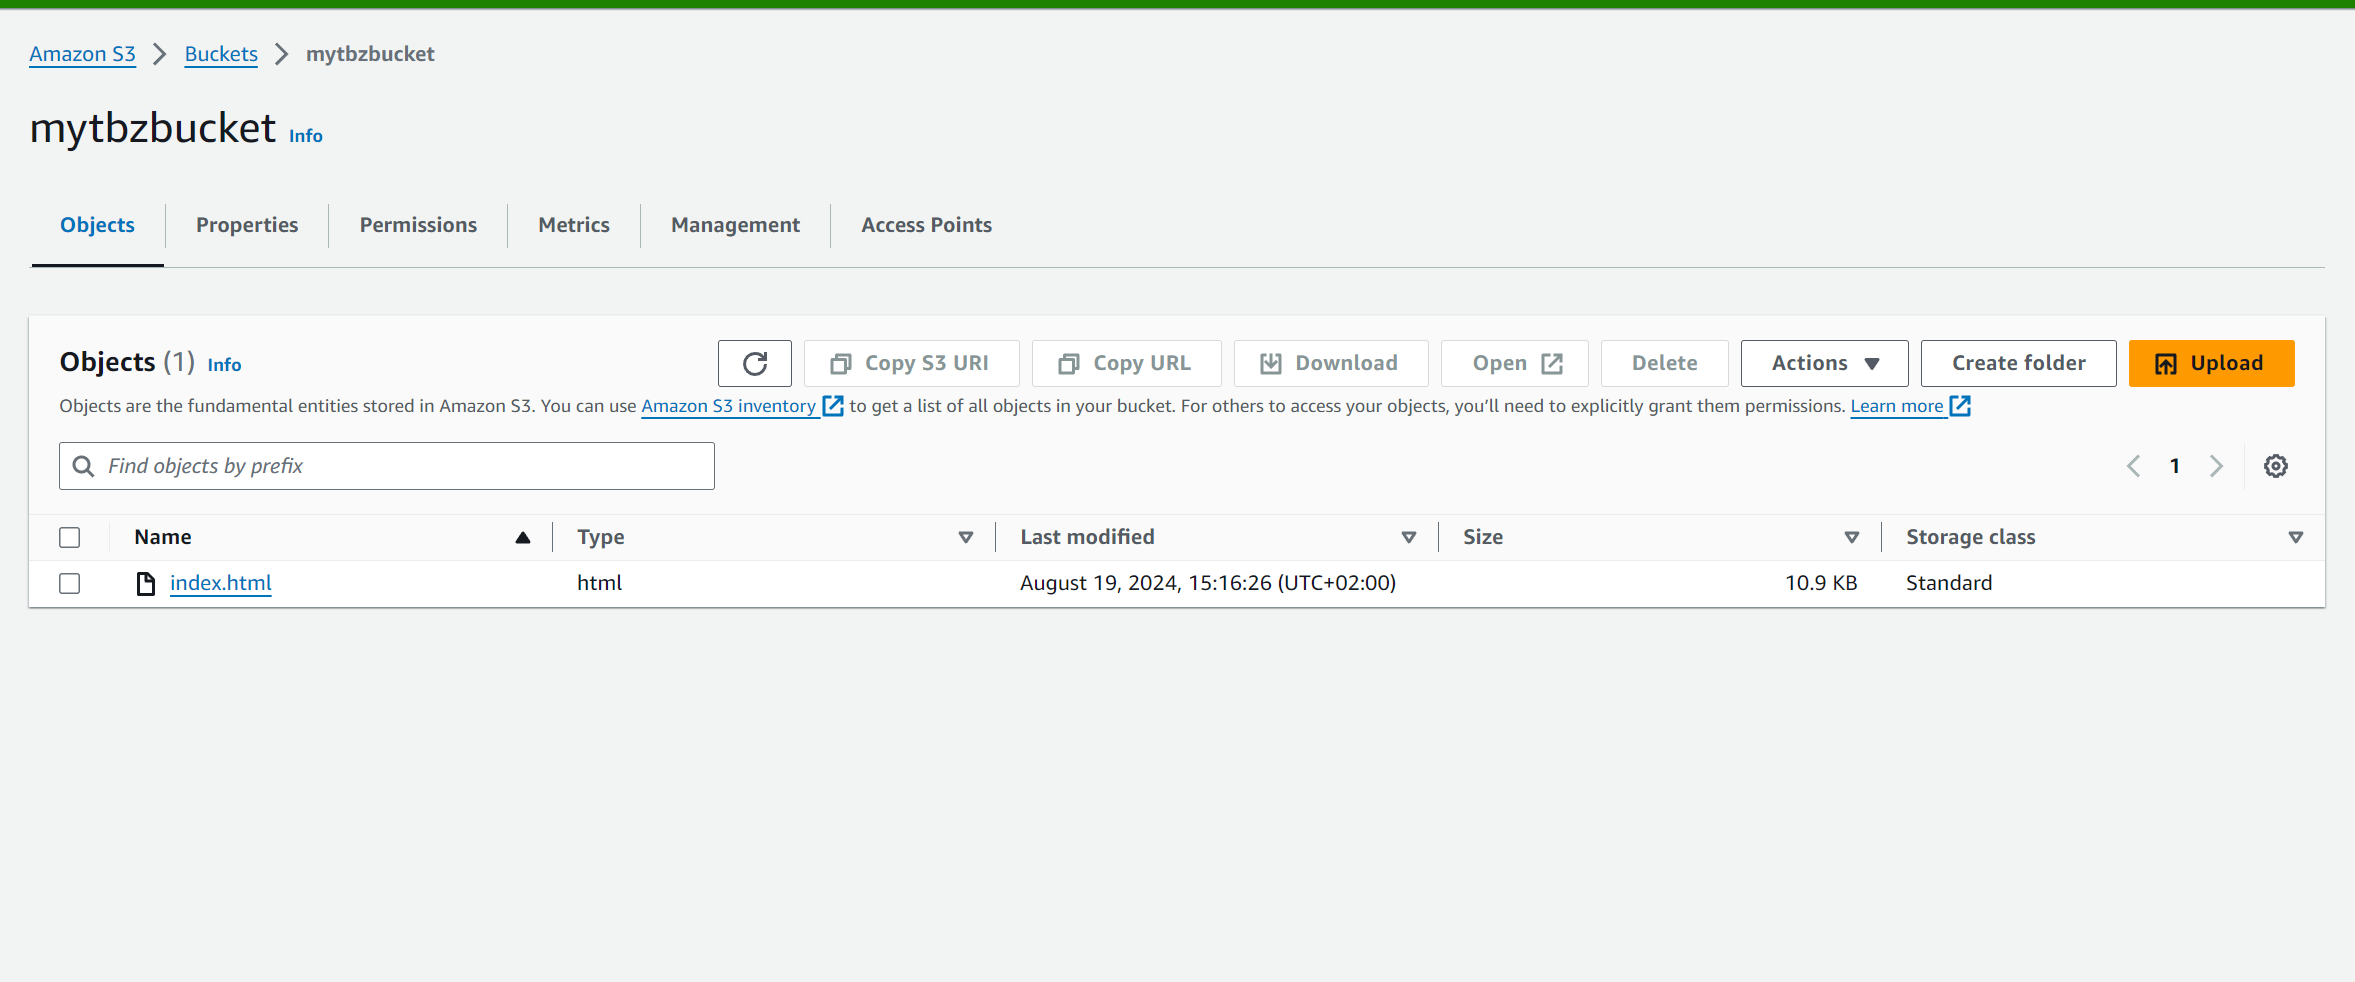 Amazon S3 > Buckets > mytbzbucket
mytbzbucket Info
Objects Properties Permissions Metrics Management Access Points
Objects (1) Info Copy S3 URI Copy URL Download Open Delete Actions Create folder Upload
Objects are the fundamental entities stored in Amazon S3. You can use Amazon S3 inventory to get a list of all objects in your bucket. For others to access your objects, you’ll need to explicitly grant them permissions. Learn more
Find objects by prefix 1
Name Type Last modified Size Storage class
index.html html August 19, 2024, 15:16:26 (UTC+02:00) 10.9 KB Standard